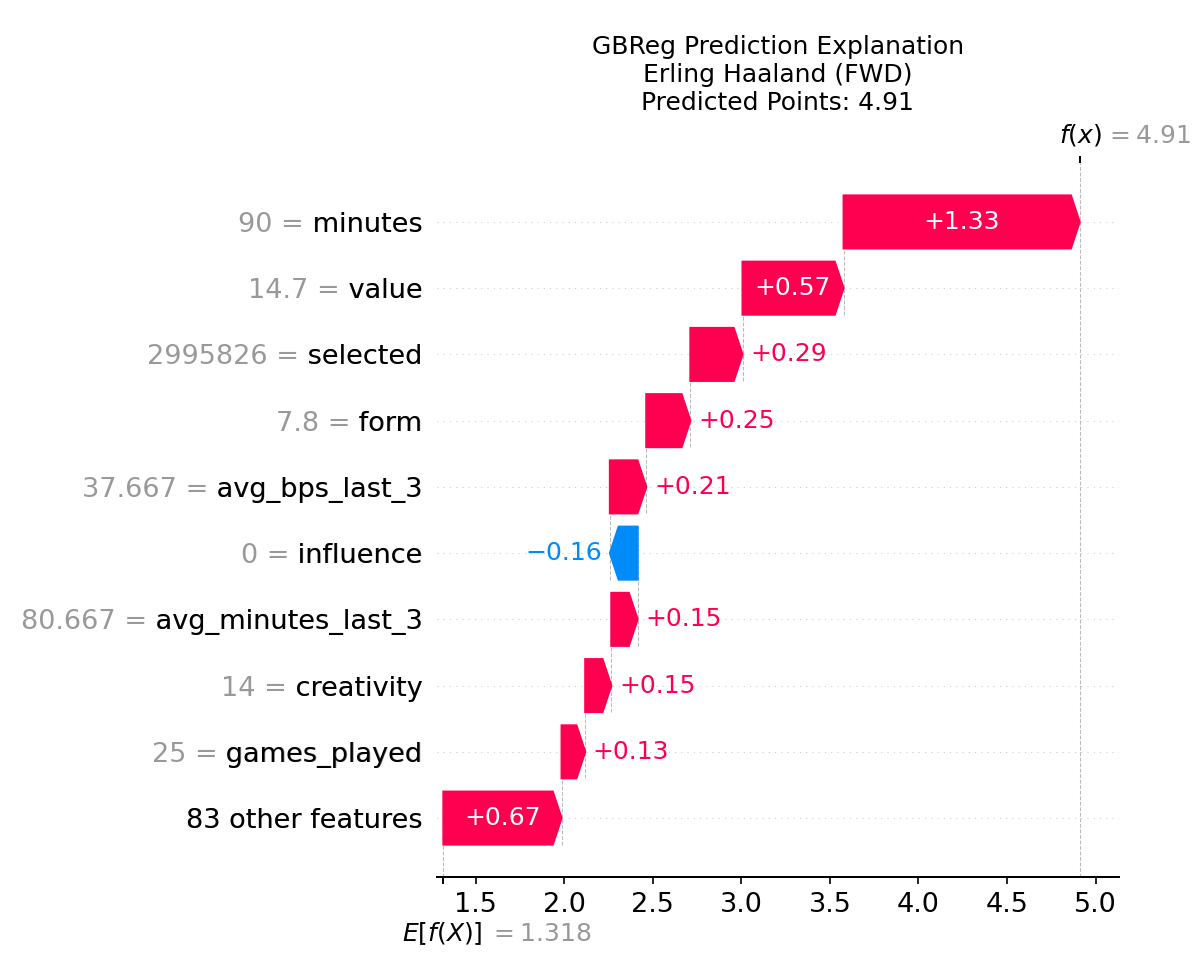 GBReg Prediction Explanation
Erling Haaland (FWD)
Predicted Points: 4.91
f(x) = 4.91
90 = minutes +1.33
14.7 = value +0.57
2995826 = selected +0.29
7.8 = form +0.25
37.667 = avg_bps_last_3 +0.21
0 = influence −0.16
80.667 = avg_minutes_last_3 +0.15
14 = creativity +0.15
25 = games_played +0.13
83 other features +0.67
1.5 2.0 2.5 3.0 3.5 4.0 4.5 5.0
E[f(X)] = 1.318